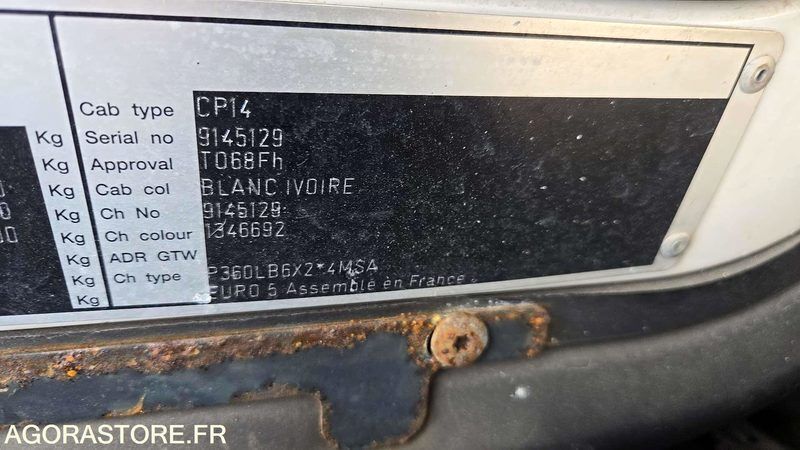 Cab type CP14
Kg Serial no 9145129
Kg Approval T068Fh
Kg Cab col BLANC IVOIRE
Kg Ch No 9145129
Kg Ch colour 1346692
Kg ADR GTW
Kg Ch type P360LB6X2*4MSA
Kg EURO 5 Assemblé en France
AGORASTORE.FR